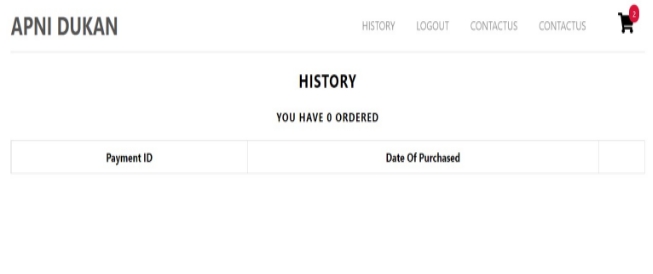 APNI DUKAN HISTORY LOGOUT CONTACTUS CONTACTUS 2
HISTORY
YOU HAVE 0 ORDERED
Payment ID Date Of Purchased